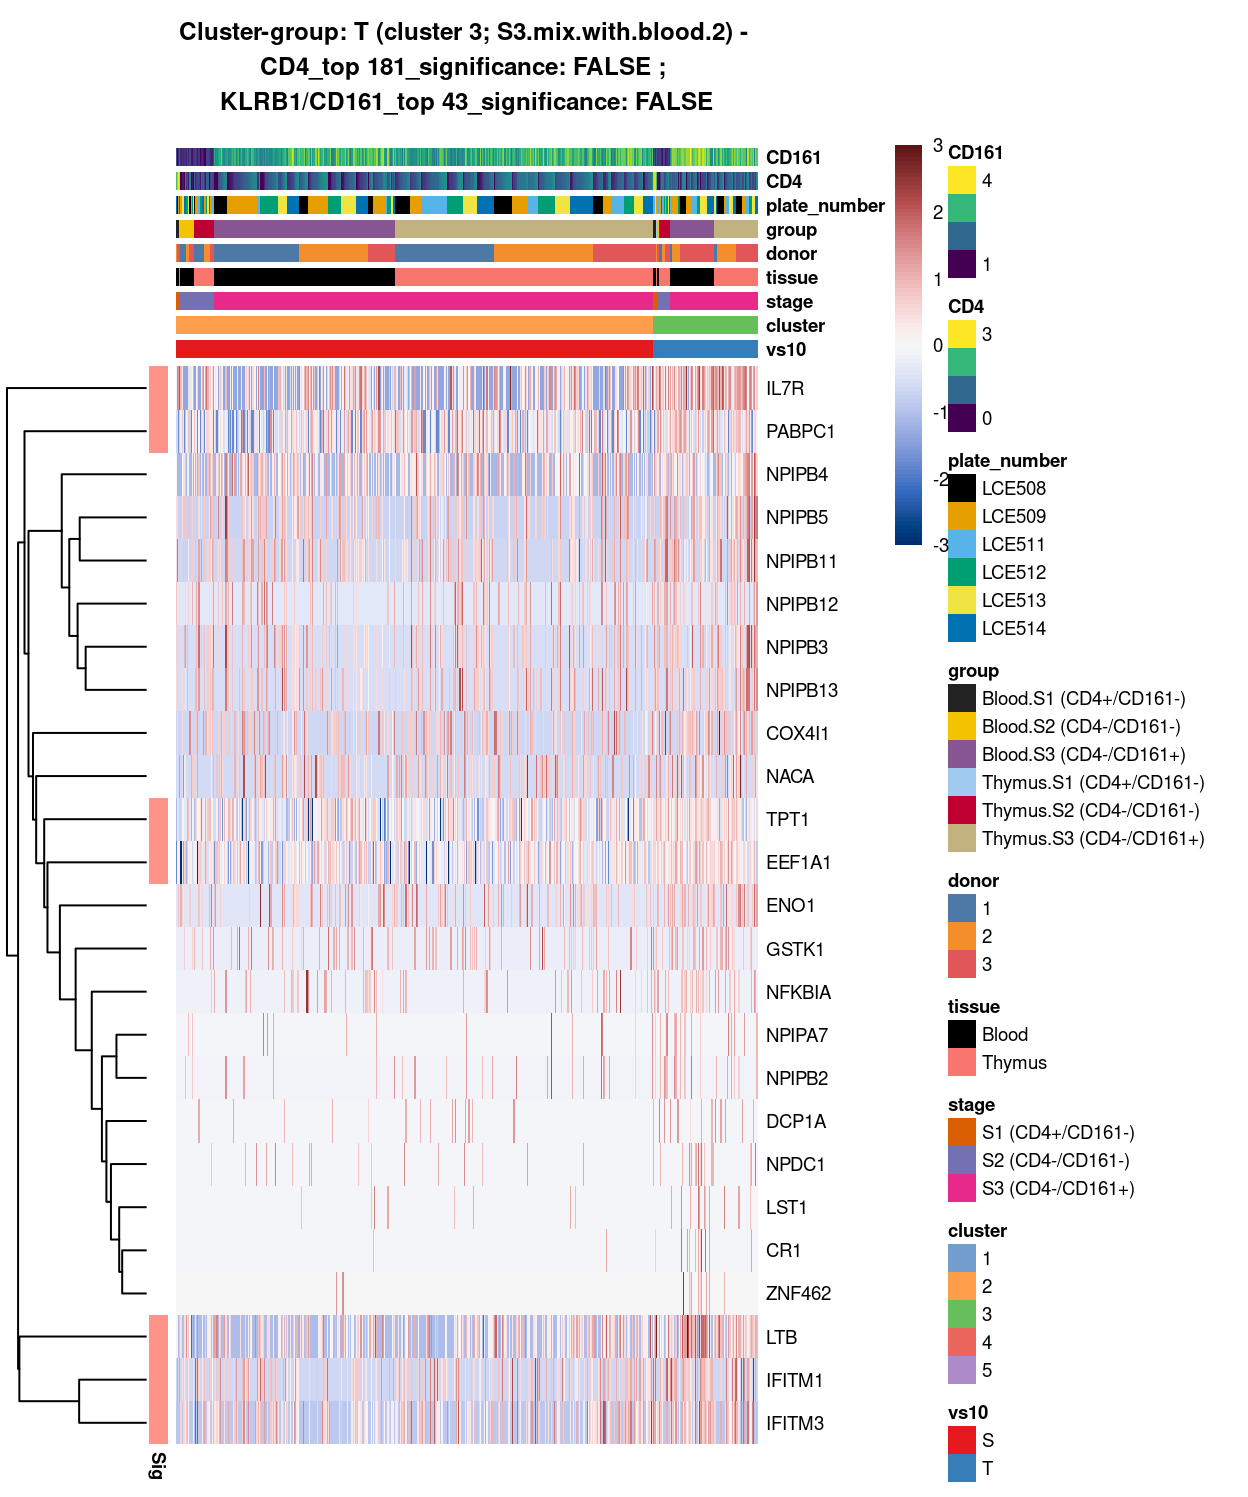 Cluster-group: T (cluster 3; S3.mix.with.blood.2) -
CD4_top 181_significance: FALSE ;
KLRB1/CD161_top 43_significance: FALSE
CD161
CD4
plate_number
group
donor
tissue
stage
cluster
vs10
IL7R
PABPC1
NPIPB4
NPIPB5
NPIPB11
NPIPB12
NPIPB3
NPIPB13
COX4I1
NACA
TPT1
EEF1A1
ENO1
GSTK1
NFKBIA
NPIPA7
NPIPB2
DCP1A
NPDC1
LST1
CR1
ZNF462
LTB
IFITM1
IFITM3
Sig
3
2
1
0
-1
-2
-3
CD161
4
1
CD4
3
0
plate_number
LCE508
LCE509
LCE511
LCE512
LCE513
LCE514
group
Blood.S1 (CD4+/CD161-)
Blood.S2 (CD4-/CD161-)
Blood.S3 (CD4-/CD161+)
Thymus.S1 (CD4+/CD161-)
Thymus.S2 (CD4-/CD161-)
Thymus.S3 (CD4-/CD161+)
donor
1
2
3
tissue
Blood
Thymus
stage
S1 (CD4+/CD161-)
S2 (CD4-/CD161-)
S3 (CD4-/CD161+)
cluster
1
2
3
4
5
vs10
S
T